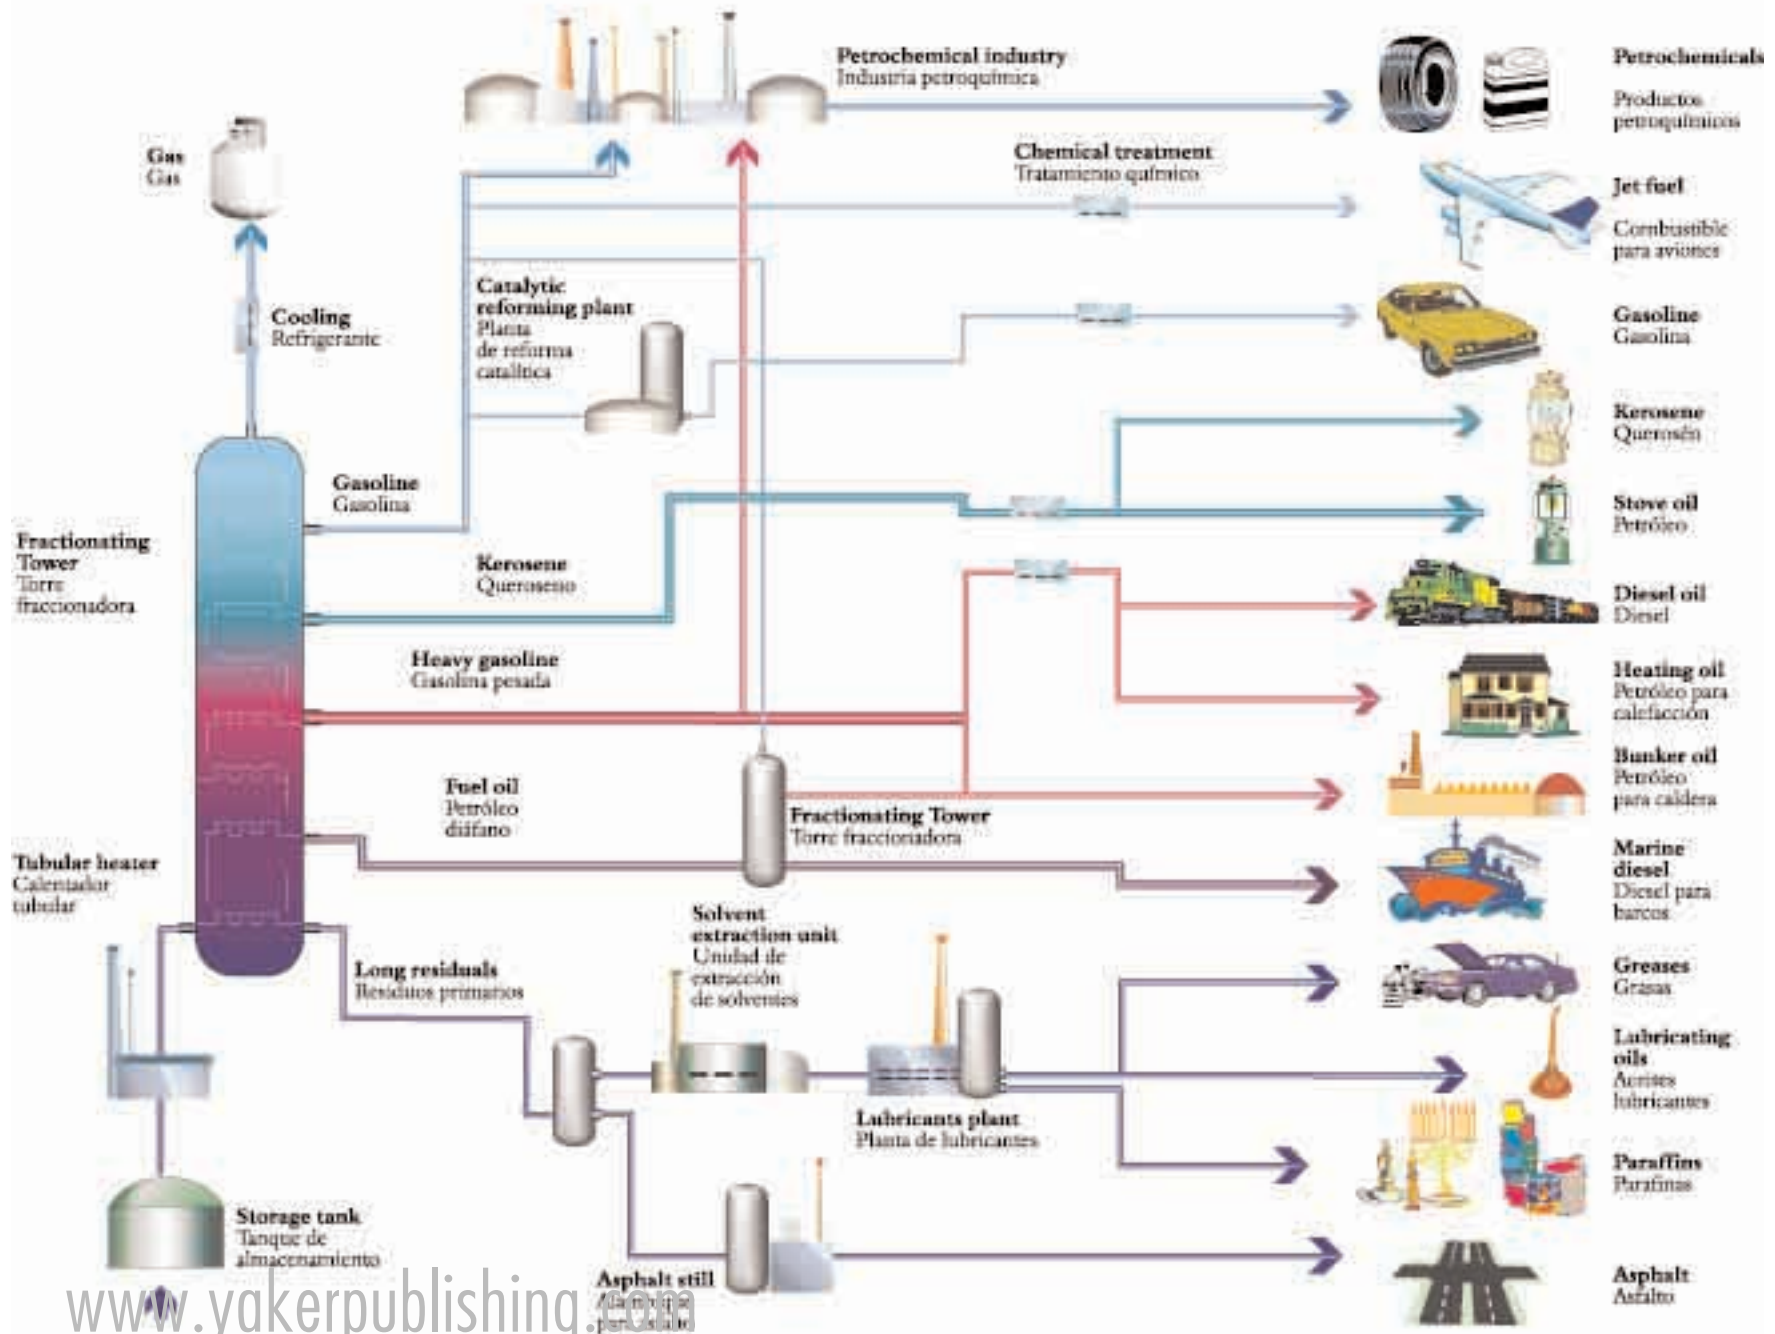 Petrochemical industry
Industria petroquímica
Petrochemicals
Productos
petroquímicos
Gas
Gas
Chemical treatment
Tratamiento químico
Jet fuel
Combustible
para aviones
Cooling
Refrigerante
Catalytic
reforming plant
Planta
de reforma
catalítica
Gasoline
Gasolina
Kerosene
Querosén
Gasoline
Gasolina
Stove oil
Petróleo
Fractionating
Tower
Torre
fraccionadora
Kerosene
Queroseno
Diesel oil
Diesel
Heavy gasoline
Gasolina pesada
Heating oil
Petróleo para
calefacción
Bunker oil
Petróleo
para caldera
Fuel oil
Petróleo
diáfano
Fractionating Tower
Torre fraccionadora
Tubular heater
Calentador
tubular
Marine
diesel
Diesel para
barcos
Solvent
extraction unit
Unidad de
extracción
de solventes
Long residuals
Residuos primarios
Greases
Grasas
Lubricating
oils
Aceites
lubricantes
Lubricants plant
Planta de lubricantes
Paraffins
Parafinas
Storage tank
Tanque de
almacenamiento
Asphalt still
Asphalt
Asfalto
www.yakerpublishing.com